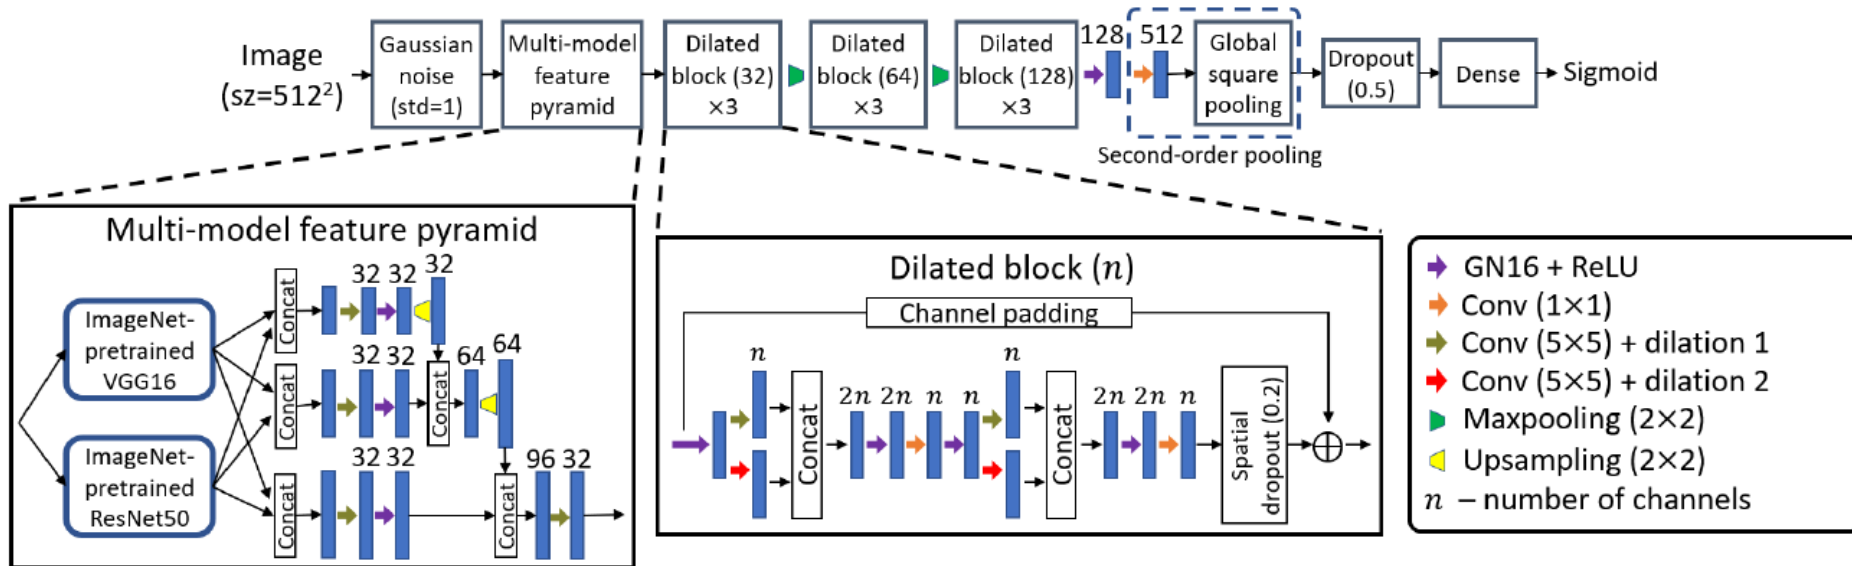 Image
(sz=512²)
Gaussian
noise
(std=1)
Multi-model
feature
pyramid
Dilated
block (32)
×3
Dilated
block (64)
×3
Dilated
block (128)
×3
128
512
Global
square
pooling
Second-order pooling
Dropout
(0.5)
Dense
Sigmoid
Multi-model feature pyramid
ImageNet-
pretrained
VGG16
ImageNet-
pretrained
ResNet50
Concat
32 32 32
Concat
32 32
Concat
64 64
Concat
32 32
Concat
96 32
Dilated block (n)
Channel padding
n
Concat
2n 2n n n
n
Concat
2n 2n n
Spatial
dropout (0.2)
GN16 + ReLU
Conv (1×1)
Conv (5×5) + dilation 1
Conv (5×5) + dilation 2
Maxpooling (2×2)
Upsampling (2×2)
n – number of channels